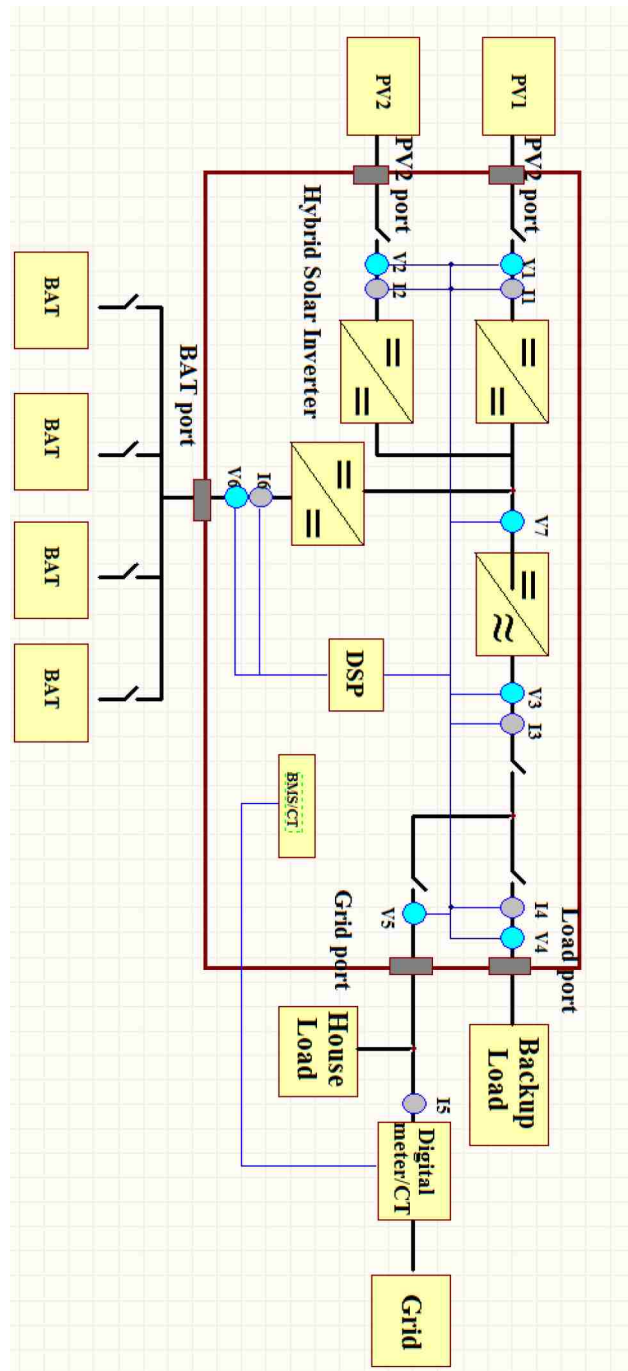 PV1
PV2
PV2 port
PV2 port
V1
I1
V2
I2
Hybrid Solar Inverter
BAT
BAT
BAT
BAT
BAT port
V6
I6
V7
V3
I3
DSP
BMS/CT
I4
V4
V5
Load port
Grid port
Backup
Load
House
Load
I5
Digital
meter/CT
Grid